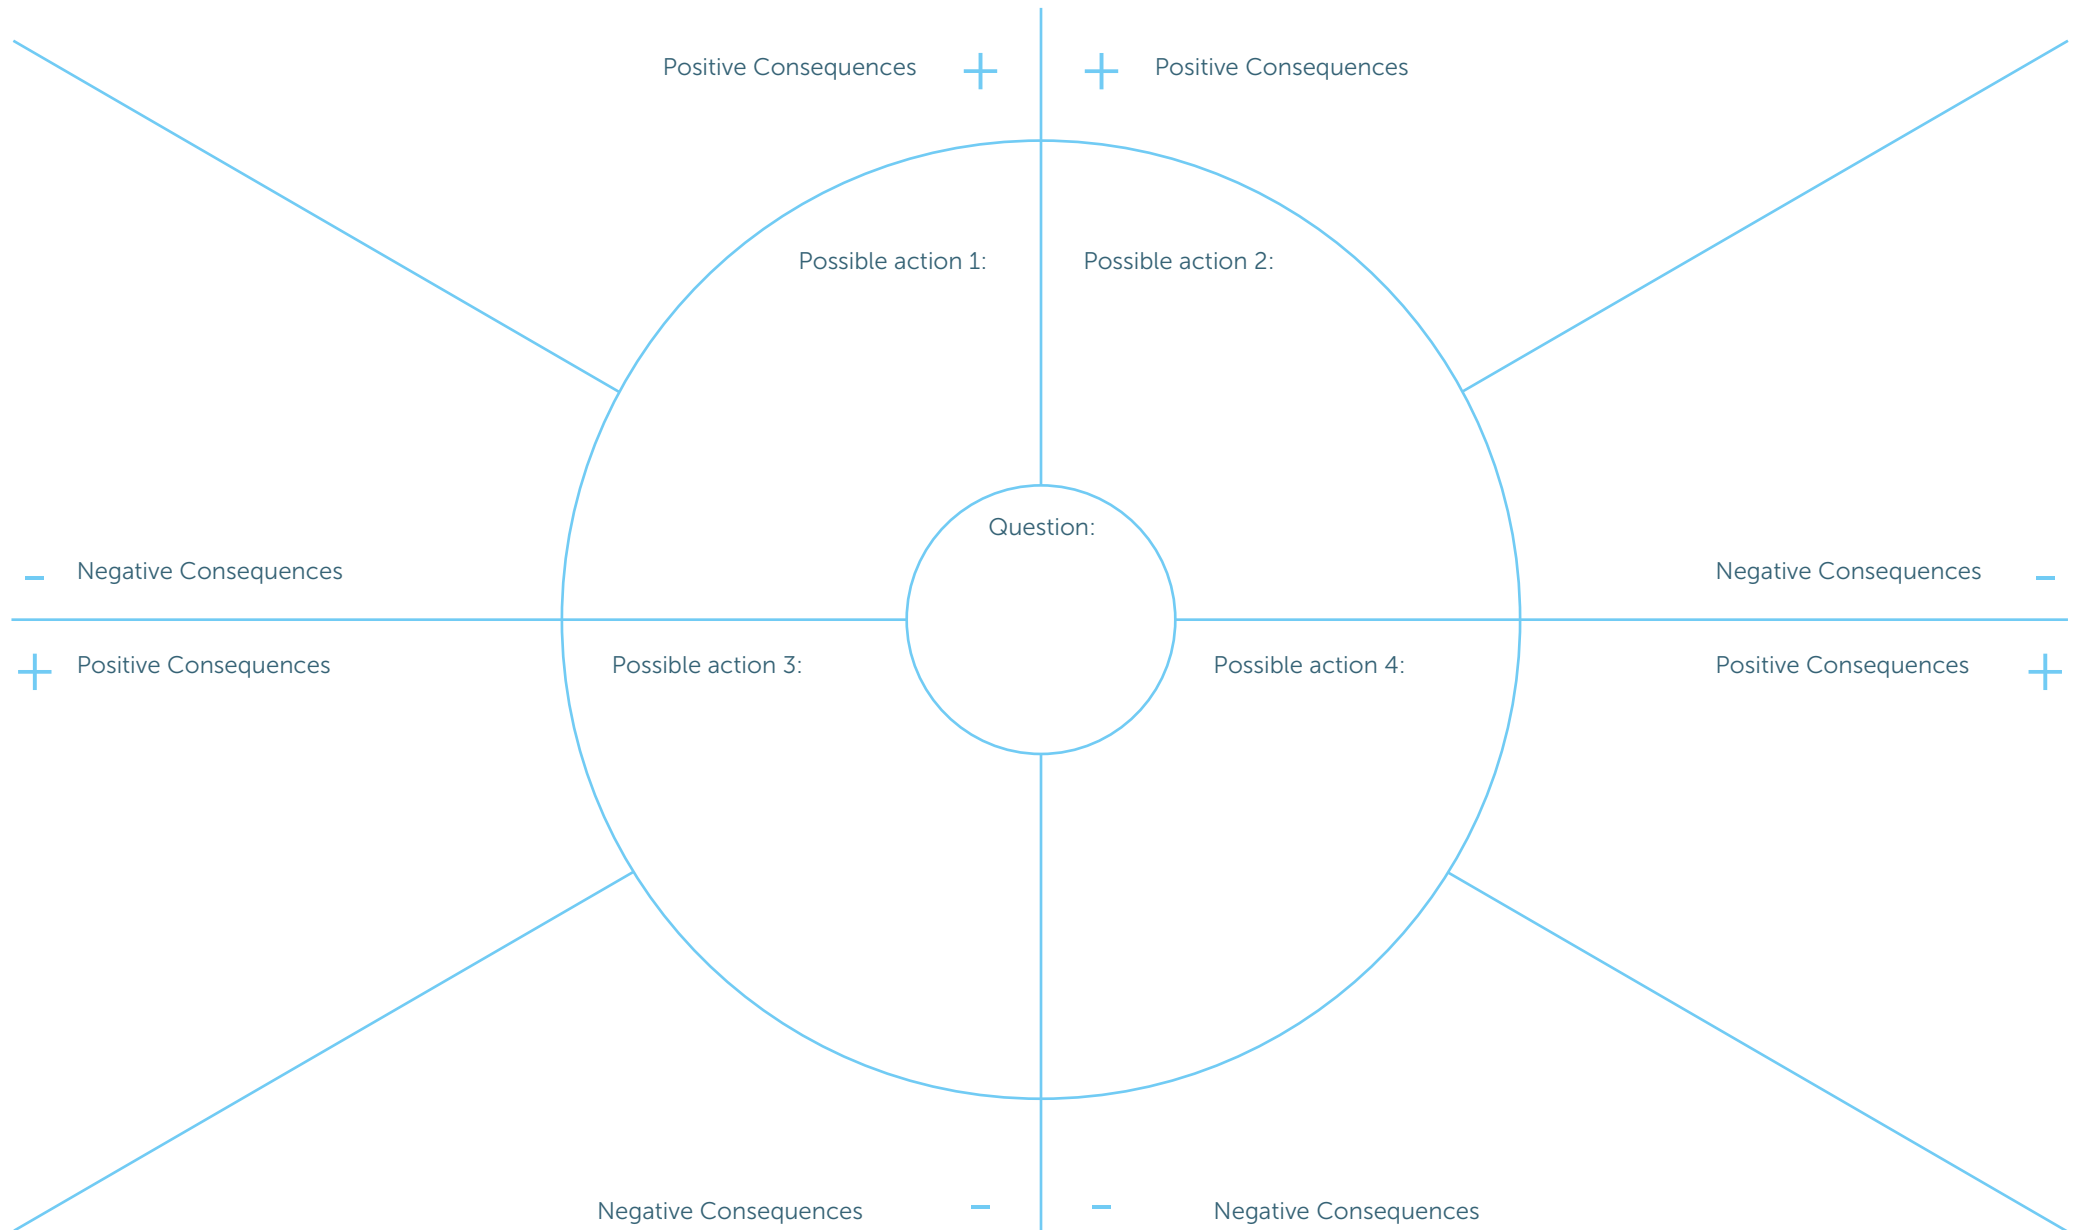 Positive Consequences +
+ Positive Consequences
Possible action 1:
Possible action 2:
Question:
- Negative Consequences
Negative Consequences -
+ Positive Consequences
Possible action 3:
Possible action 4:
Positive Consequences +
Negative Consequences -
- Negative Consequences